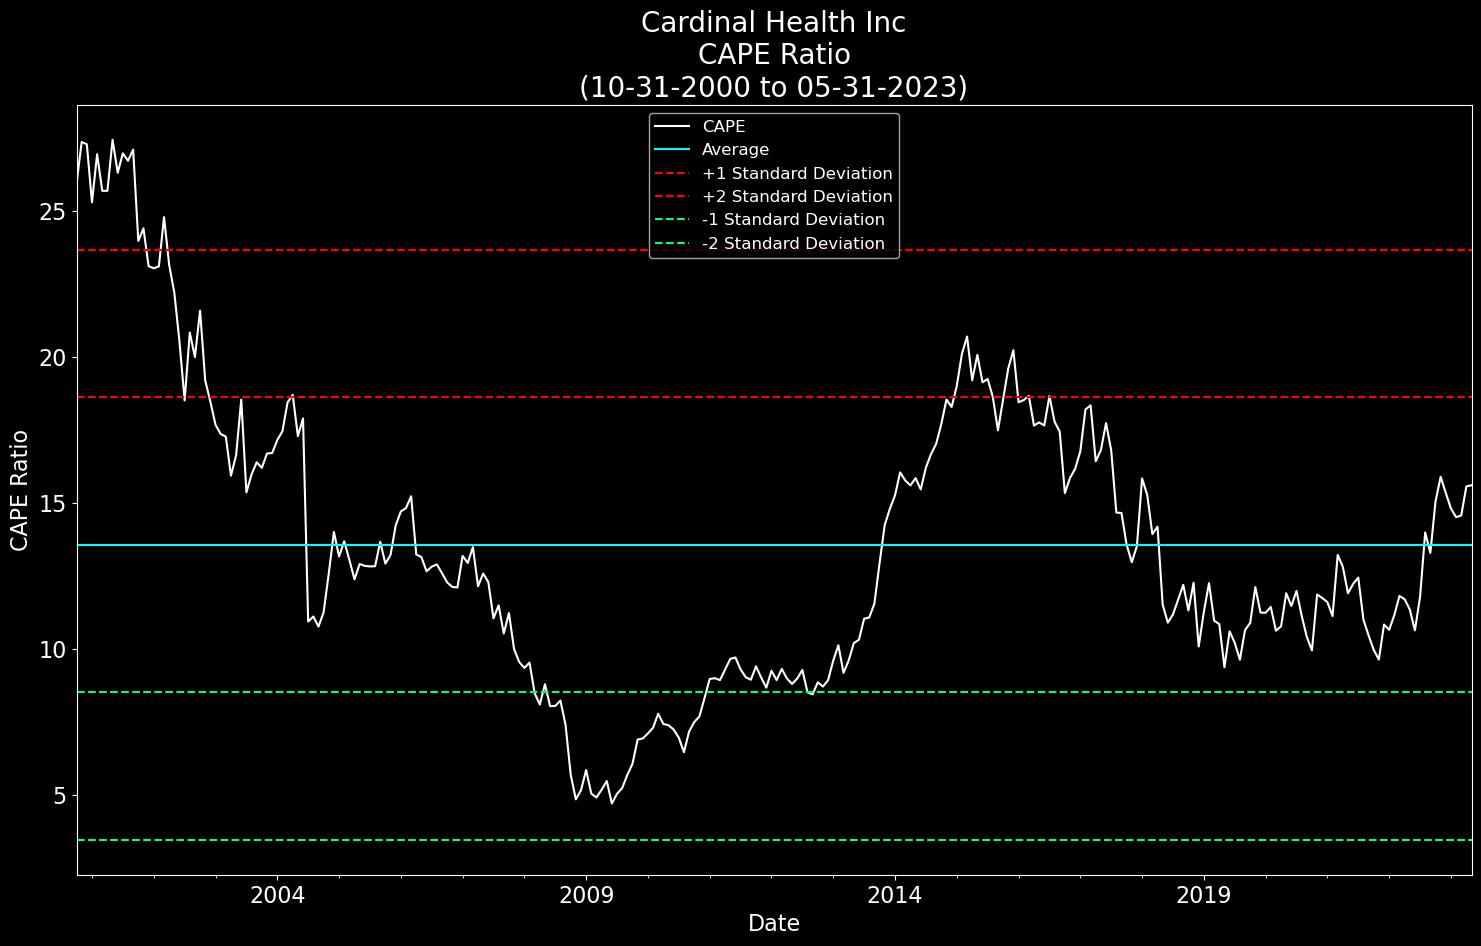 Cardinal Health Inc
CAPE Ratio
(10-31-2000 to 05-31-2023)
CAPE
Average
+1 Standard Deviation
+2 Standard Deviation
-1 Standard Deviation
-2 Standard Deviation
CAPE Ratio
25
20
15
10
5
2004
2009
2014
2019
Date